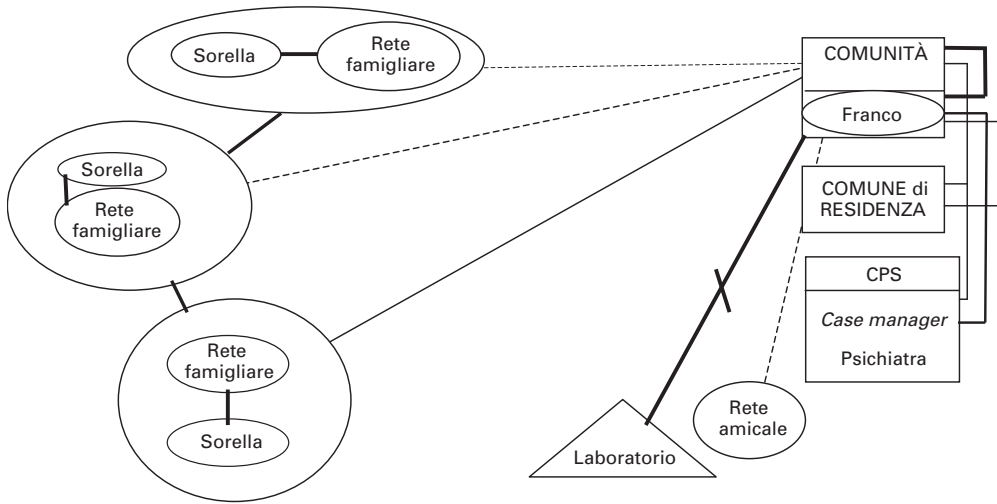 Sorella
Rete
famigliare
Sorella
Rete
famigliare
Rete
famigliare
Sorella
COMUNITÀ
Franco
COMUNE di
RESIDENZA
CPS
Case manager
Psichiatra
Rete
amicale
Laboratorio